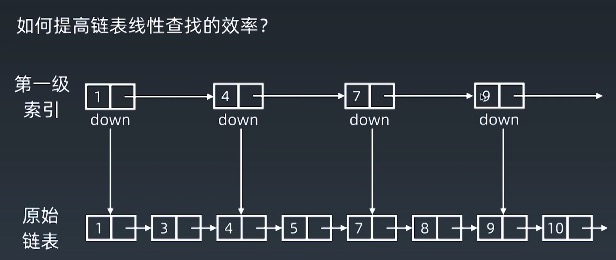 如何提高链表线性查找的效率？
第一级
索引
1 4 7 9
down down down down
原始
链表
1 3 4 5 7 8 9 10